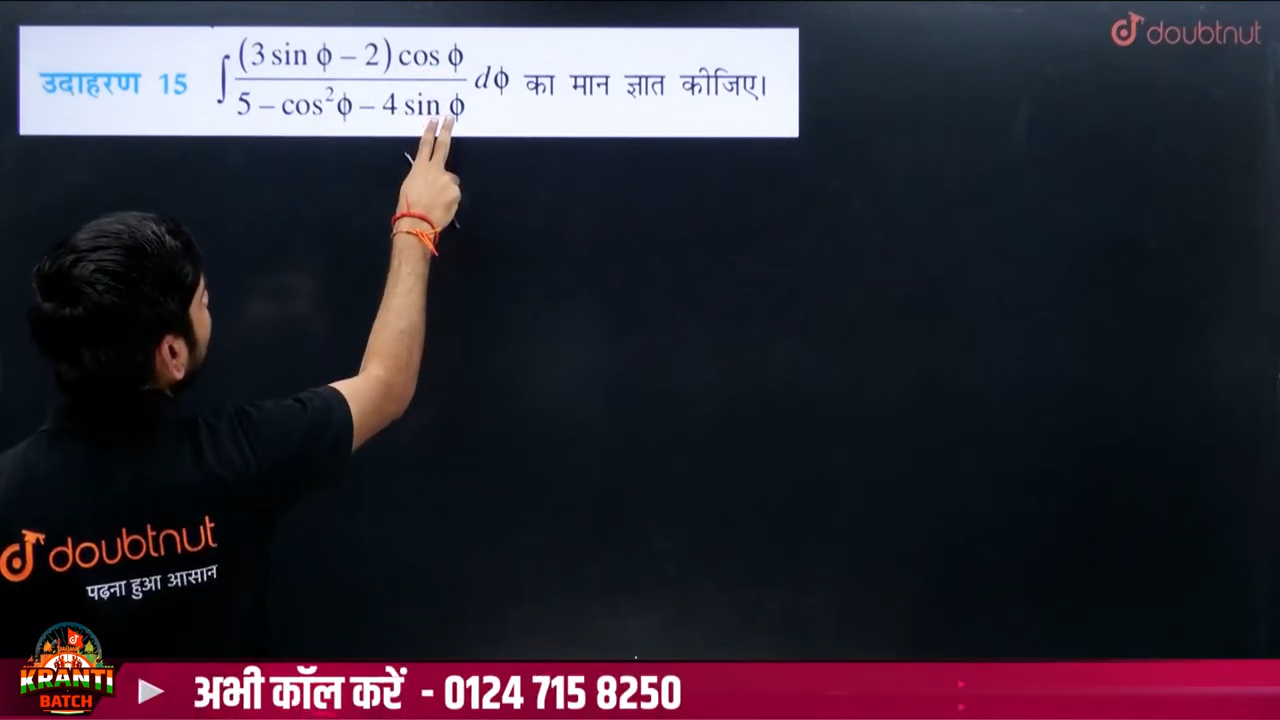 doubtnut
उदाहरण 15 ∫ (3 sin ϕ – 2) cos ϕ / 5 – cos²ϕ – 4 sin ϕ dϕ का मान ज्ञात कीजिए।
doubtnut
पढ़ना हुआ आसान
KRANTI
BATCH
अभी कॉल करें - 0124 715 8250